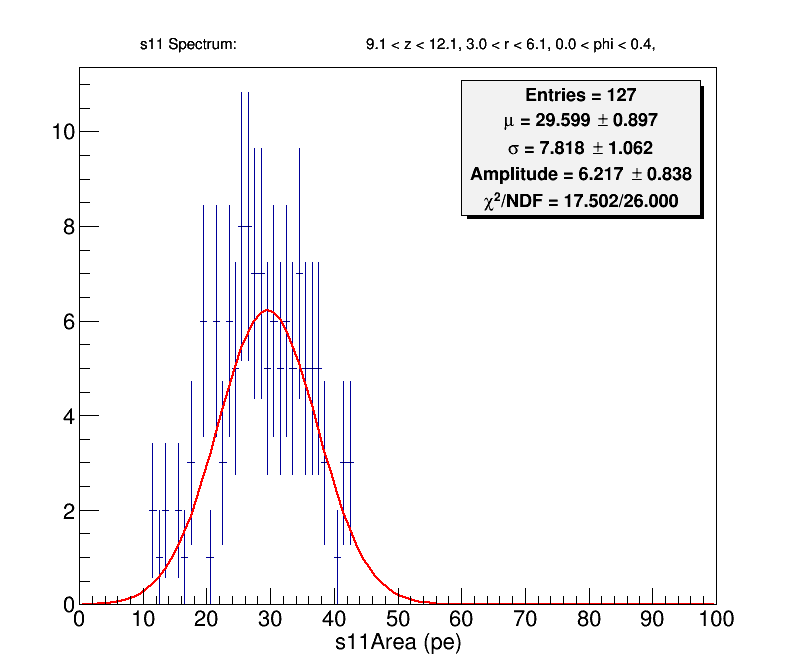 s11 Spectrum: 9.1 < z < 12.1, 3.0 < r < 6.1, 0.0 < phi < 0.4,
Entries = 127
μ = 29.599 ± 0.897
σ = 7.818 ± 1.062
Amplitude = 6.217 ± 0.838
χ²/NDF = 17.502/26.000
10
8
6
4
2
0
0 10 20 30 40 50 60 70 80 90 100
s11Area (pe)